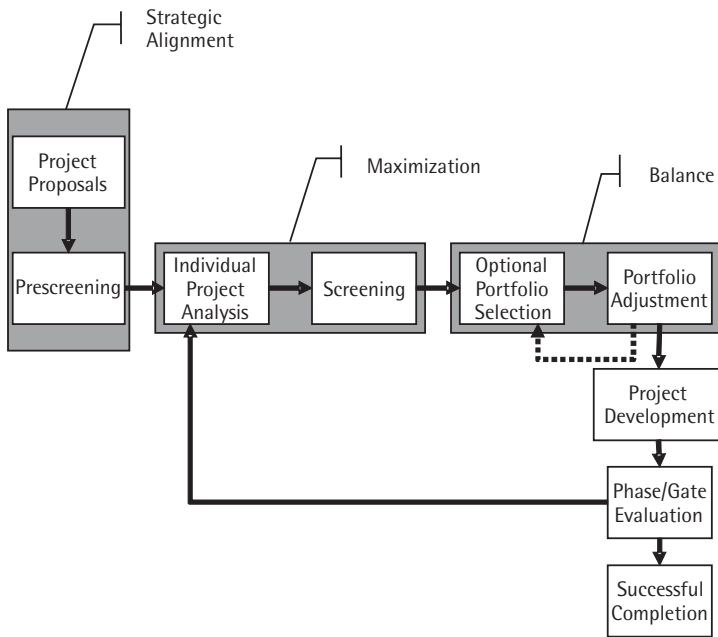 Strategic
Alignment
Project
Proposals
Maximization
Balance
Prescreening
Individual
Project
Analysis
Screening
Optional
Portfolio
Selection
Portfolio
Adjustment
Project
Development
Phase/Gate
Evaluation
Successful
Completion